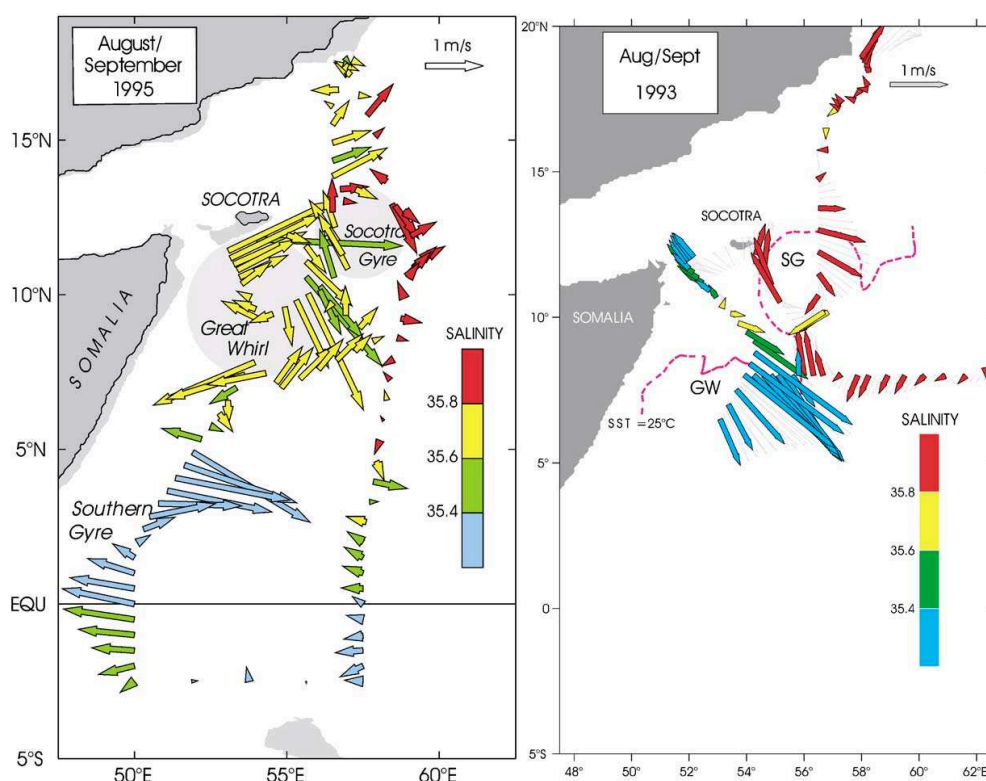 August/
September
1995
1 m/s
15°N
10°N
5°N
EQU
5°S
50°E
55°E
60°E
SOCOTRA
Socotra
Gyre
SOMALIA
Great
Whirl
Southern
Gyre
SALINITY
35.8
35.6
35.4
Aug/Sept
1993
1 m/s
20°N
15°
10°
5°
0
5°S
48°
50°
52°
54°
56°
58°
60°
62°E
SOCOTRA
SG
SOMALIA
GW
SST =25°C
SALINITY
35.8
35.6
35.4